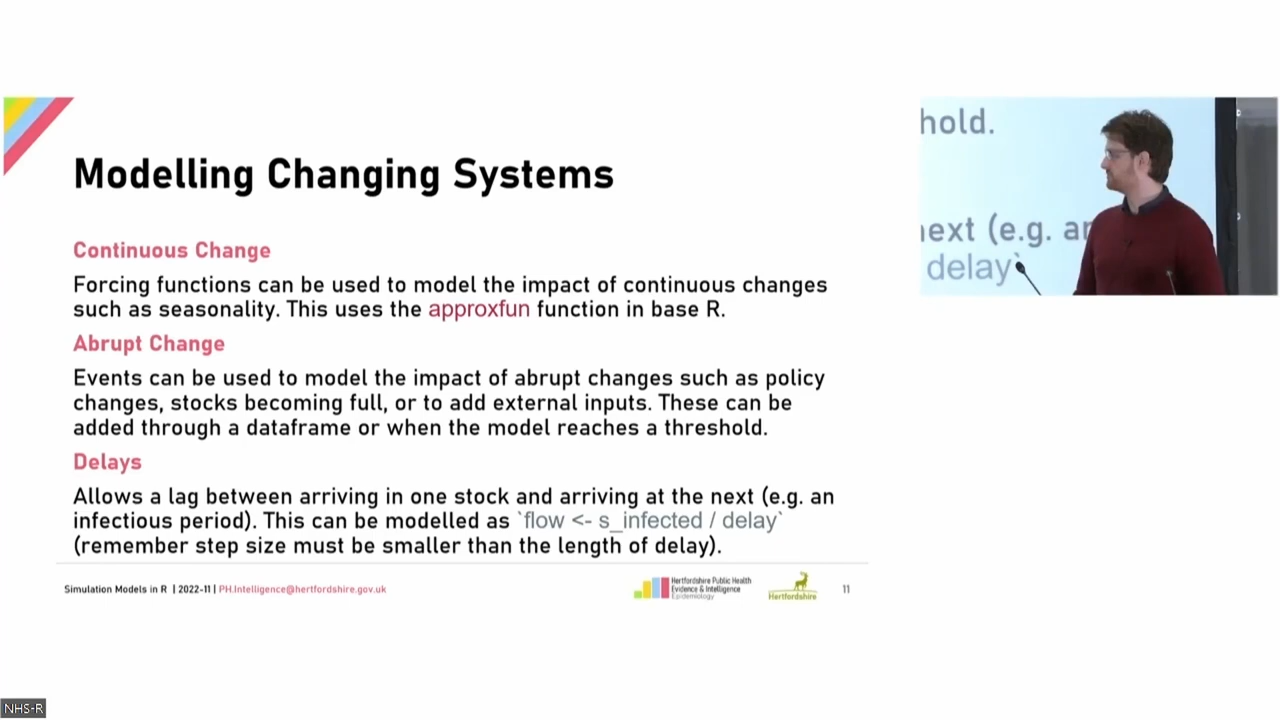 Modelling Changing Systems
Continuous Change
Forcing functions can be used to model the impact of continuous changes
such as seasonality. This uses the approxfun function in base R.
Abrupt Change
Events can be used to model the impact of abrupt changes such as policy
changes, stocks becoming full, or to add external inputs. These can be
added through a dataframe or when the model reaches a threshold.
Delays
Allows a lag between arriving in one stock and arriving at the next (e.g. an
infectious period). This can be modelled as `flow <- s_infected / delay`
(remember step size must be smaller than the length of delay).
Simulation Models in R | 2022-11 | PH.Intelligence@hertfordshire.gov.uk
Hertfordshire Public Health
Evidence & Intelligence
Epidemiology
Hertfordshire
11
hold.
next (e.g. an
delay`
NHS-R